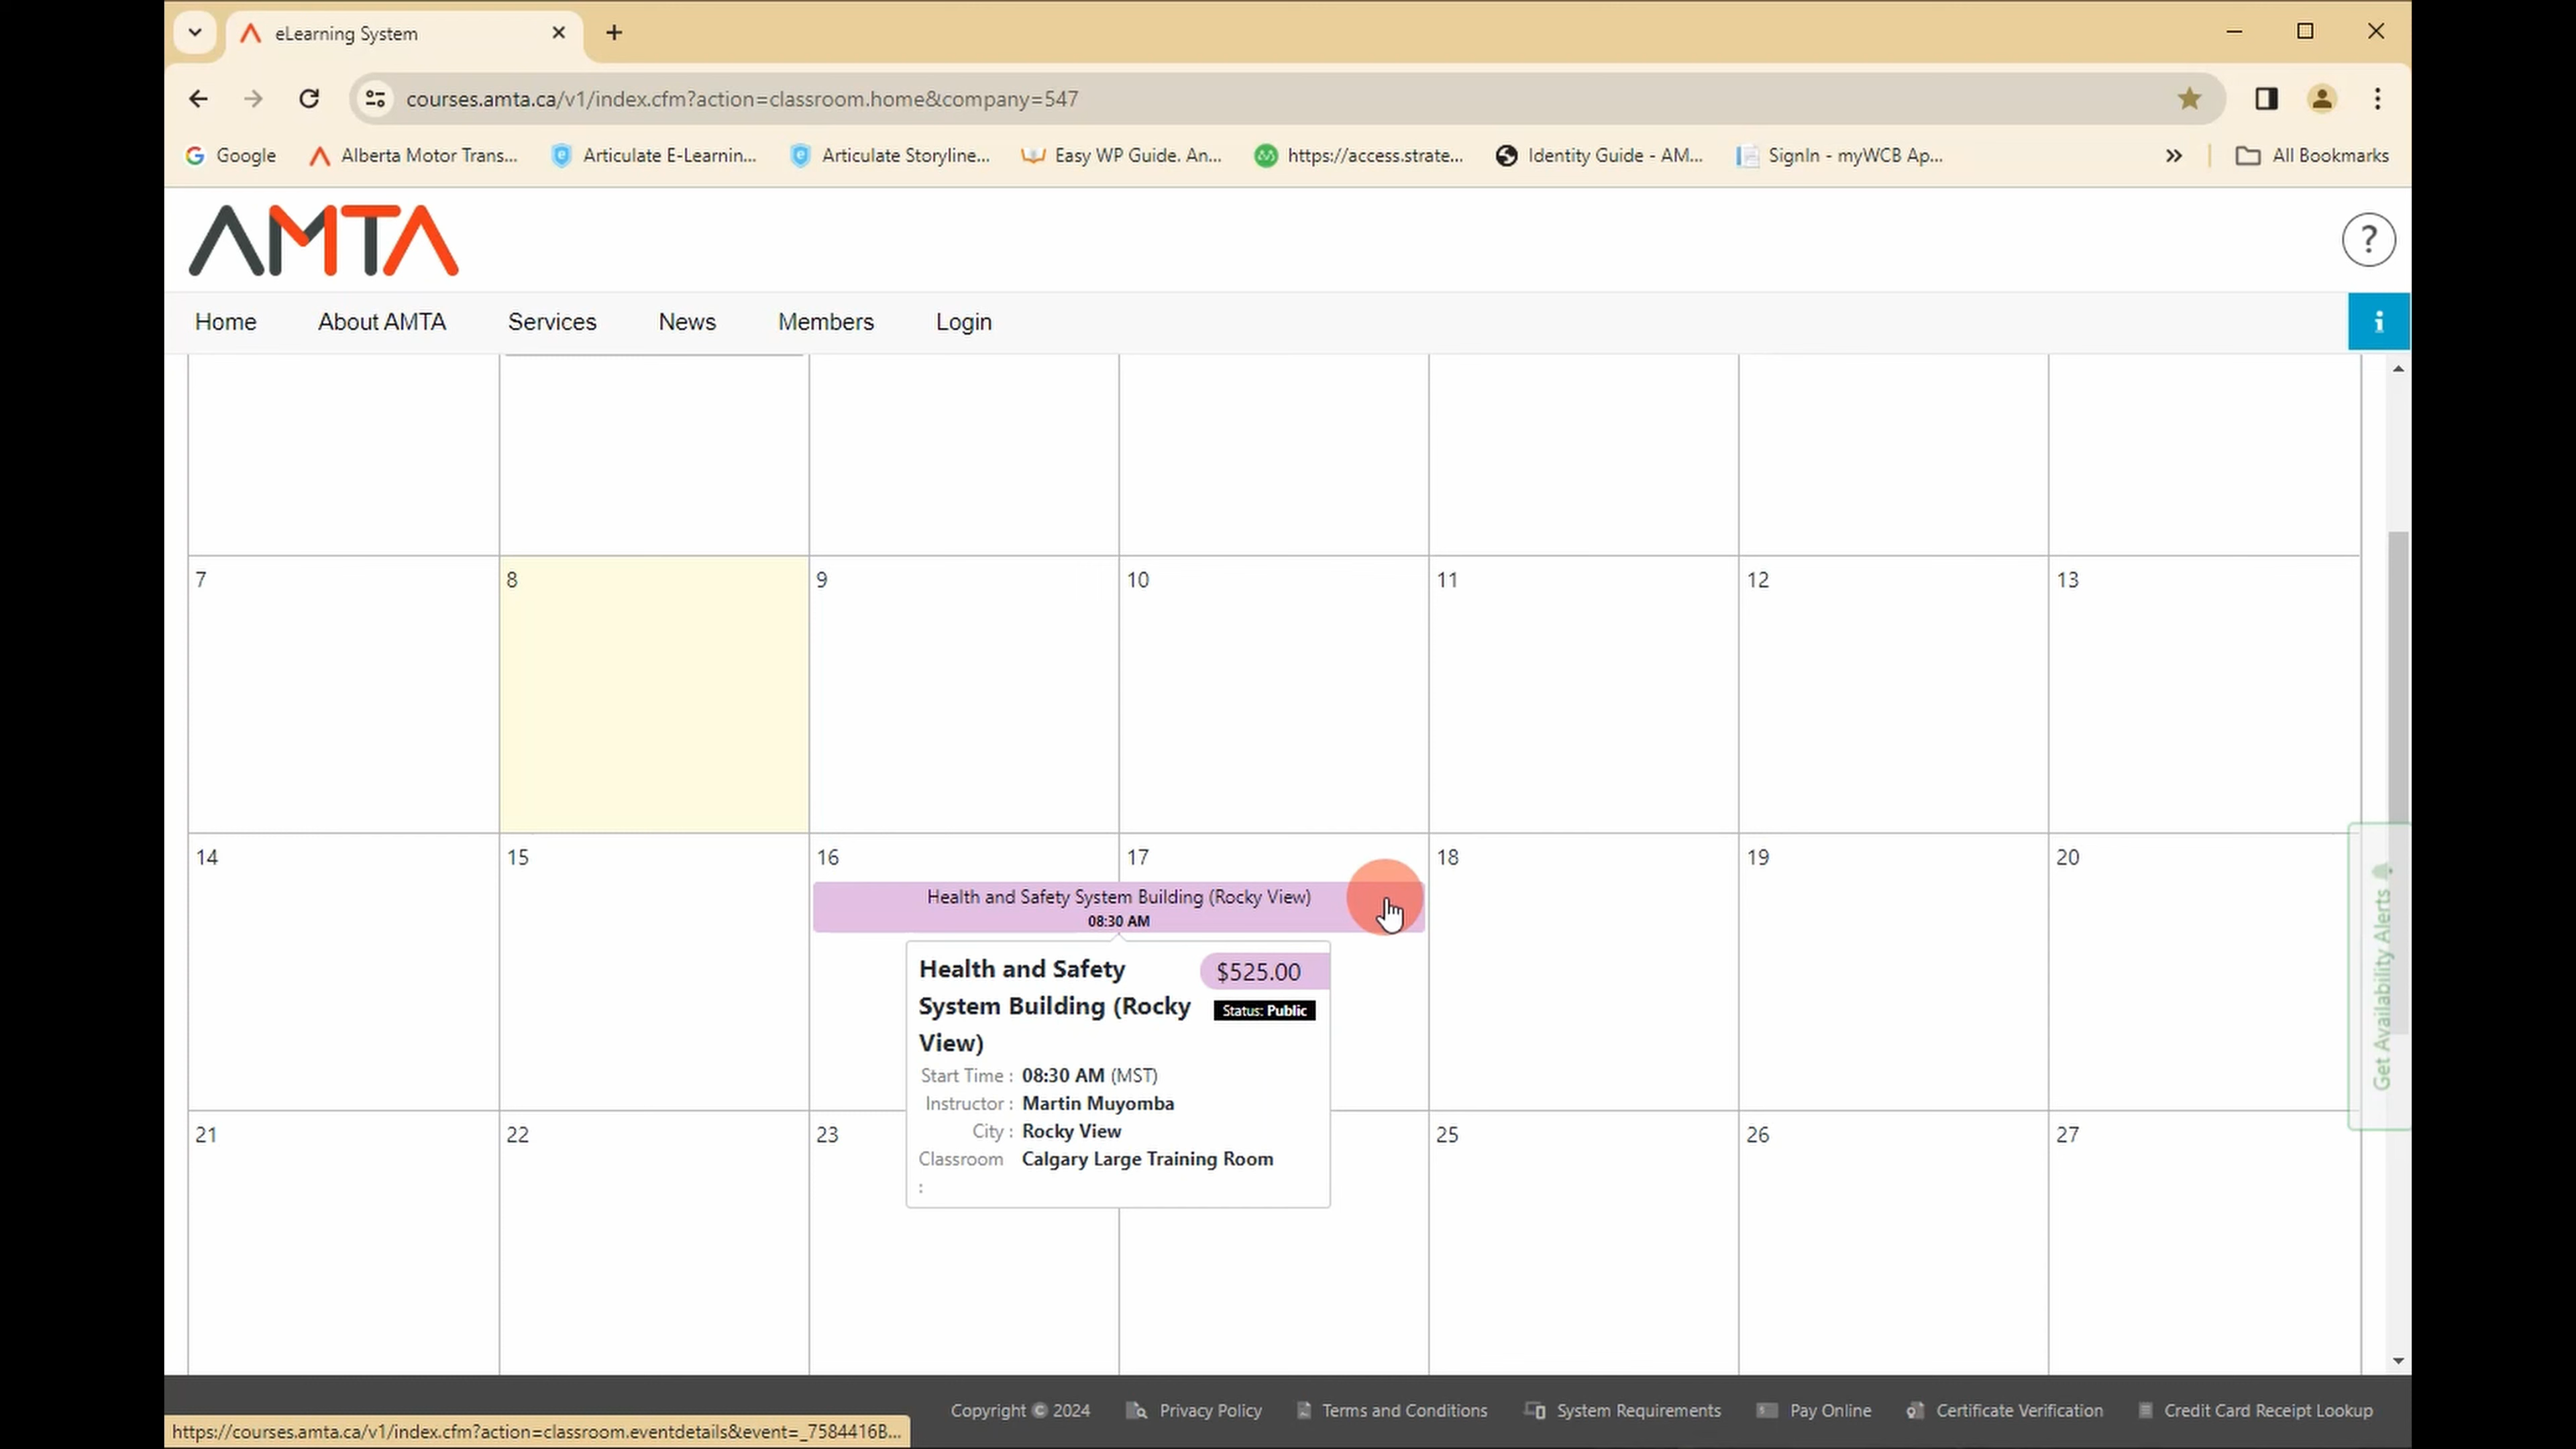 eLearning System
courses.amta.ca/v1/index.cfm?action=classroom.home&company=547
Google
Alberta Motor Trans...
Articulate E-Learnin...
Articulate Storyline...
Easy WP Guide. An...
https://access.strate...
Identity Guide - AM...
SignIn - myWCB Ap...
All Bookmarks
AMTA
?
Home
About AMTA
Services
News
Members
Login
i
7
8
9
10
11
12
13
14
15
16
17
18
19
20
Health and Safety System Building (Rocky View)
08:30 AM
Health and Safety
System Building (Rocky
View)
$525.00
Status: Public
Start Time : 08:30 AM (MST)
Instructor : Martin Muyomba
City : Rocky View
Classroom Calgary Large Training Room
:
Get Availability Alerts
21
22
23
25
26
27
Copyright © 2024
Privacy Policy
Terms and Conditions
System Requirements
Pay Online
Certificate Verification
Credit Card Receipt Lookup
https://courses.amta.ca/v1/index.cfm?action=classroom.eventdetails&event=_7584416B...